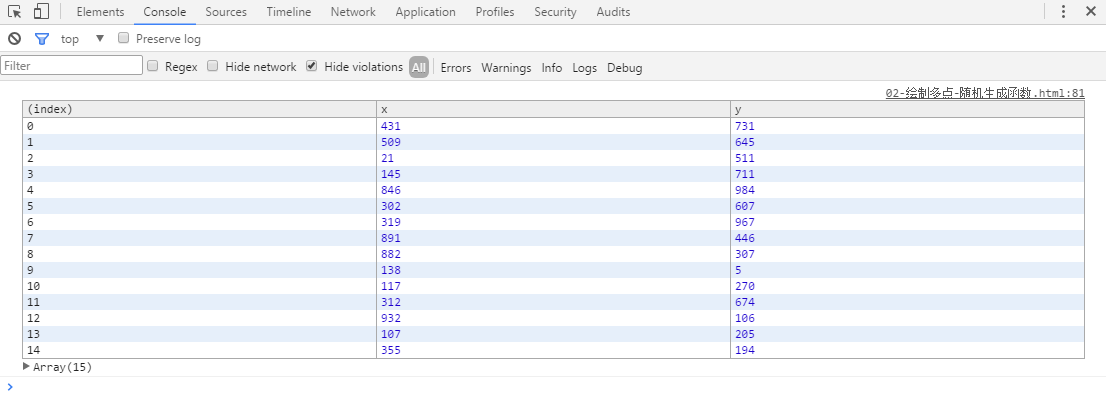 Elements Console Sources Timeline Network Application Profiles Security Audits
top Preserve log
Filter Regex Hide network Hide violations All Errors Warnings Info Logs Debug
02-绘制多点-随机生成函数.html:81
(index) x y
0 431 731
1 509 645
2 21 511
3 145 711
4 846 984
5 302 607
6 319 967
7 891 446
8 882 307
9 138 5
10 117 270
11 312 674
12 932 106
13 107 205
14 355 194
Array(15)